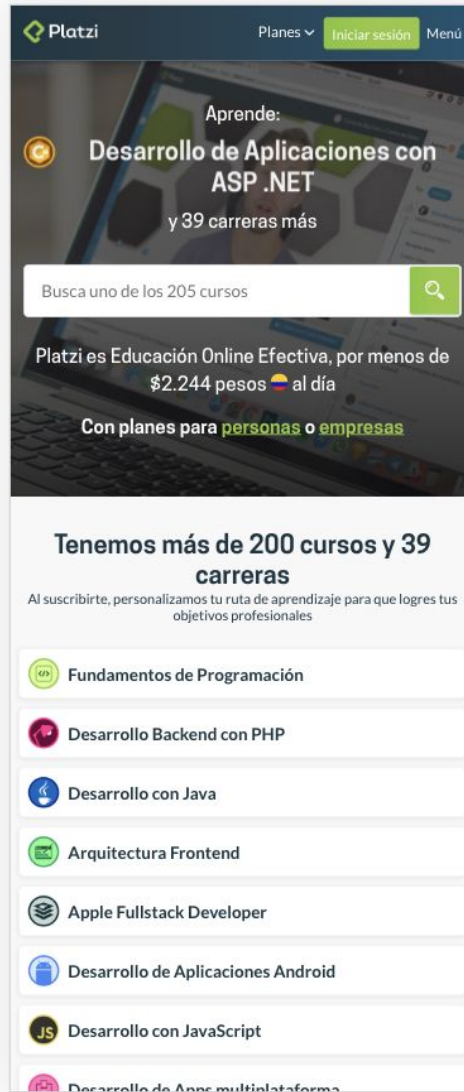 Platzi
Planes
Iniciar sesión
Menú
Aprende:
Desarrollo de Aplicaciones con
ASP .NET
y 39 carreras más
Busca uno de los 205 cursos
Platzi es Educación Online Efectiva, por menos de
$2.244 pesos al día
Con planes para personas o empresas
Tenemos más de 200 cursos y 39
carreras
Al suscribirte, personalizamos tu ruta de aprendizaje para que logres tus
objetivos profesionales
Fundamentos de Programación
Desarrollo Backend con PHP
Desarrollo con Java
Arquitectura Frontend
Apple Fullstack Developer
Desarrollo de Aplicaciones Android
JS Desarrollo con JavaScript
Desarrollo de Apps multiplataforma